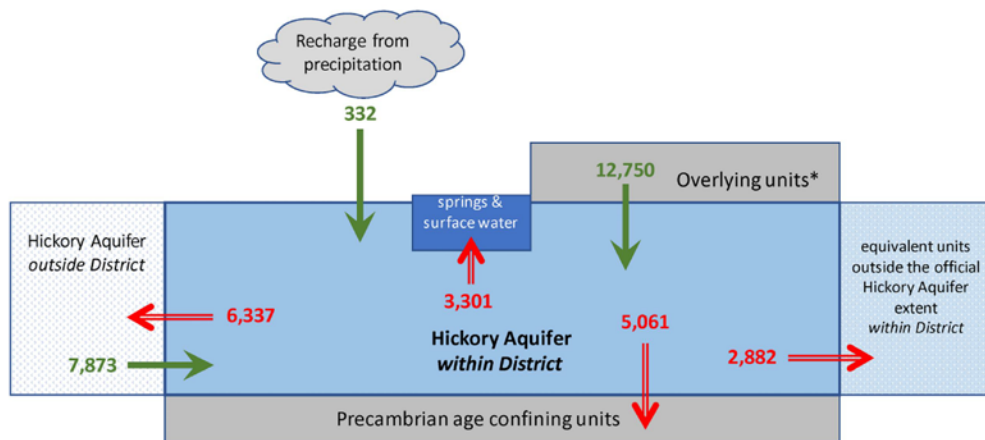 Recharge from
precipitation
332
12,750
Overlying units*
springs &
surface water
Hickory Aquifer
outside District
equivalent units
outside the official
Hickory Aquifer
extent
within District
6,337
3,301
5,061
7,873
Hickory Aquifer
within District
2,882
Precambrian age confining units